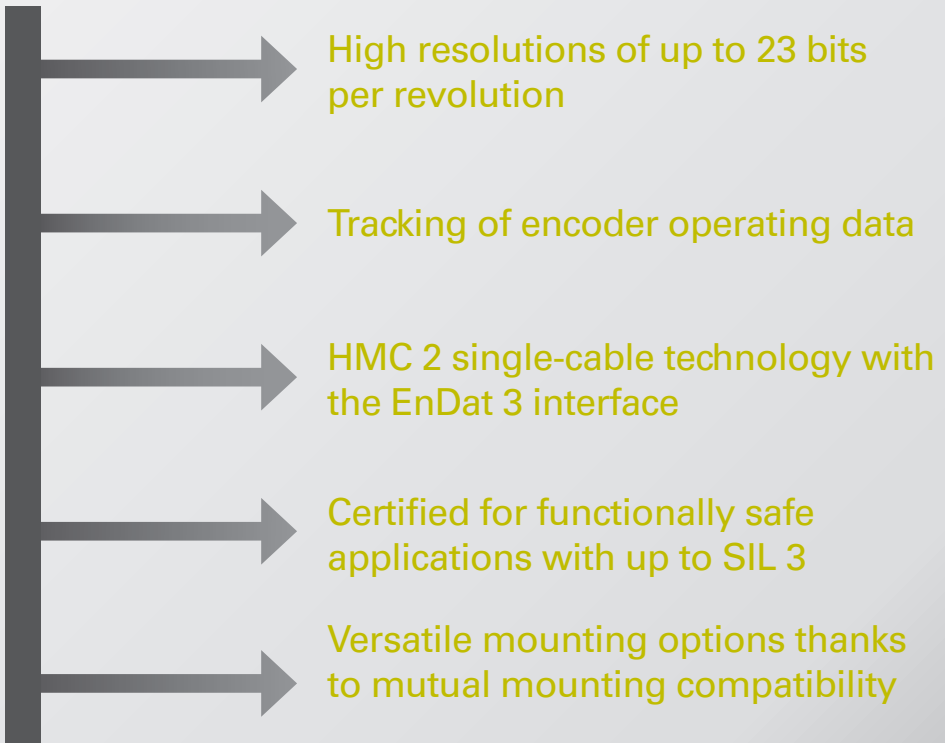 High resolutions of up to 23 bits
per revolution
Tracking of encoder operating data
HMC 2 single-cable technology with
the EnDat 3 interface
Certified for functionally safe
applications with up to SIL 3
Versatile mounting options thanks
to mutual mounting compatibility